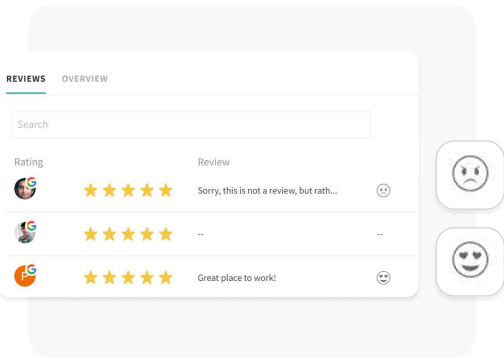 REVIEWS OVERVIEW
Search
Rating Review
G
Sorry, this is not a review, but rath...
G
-- --
P G
Great place to work!